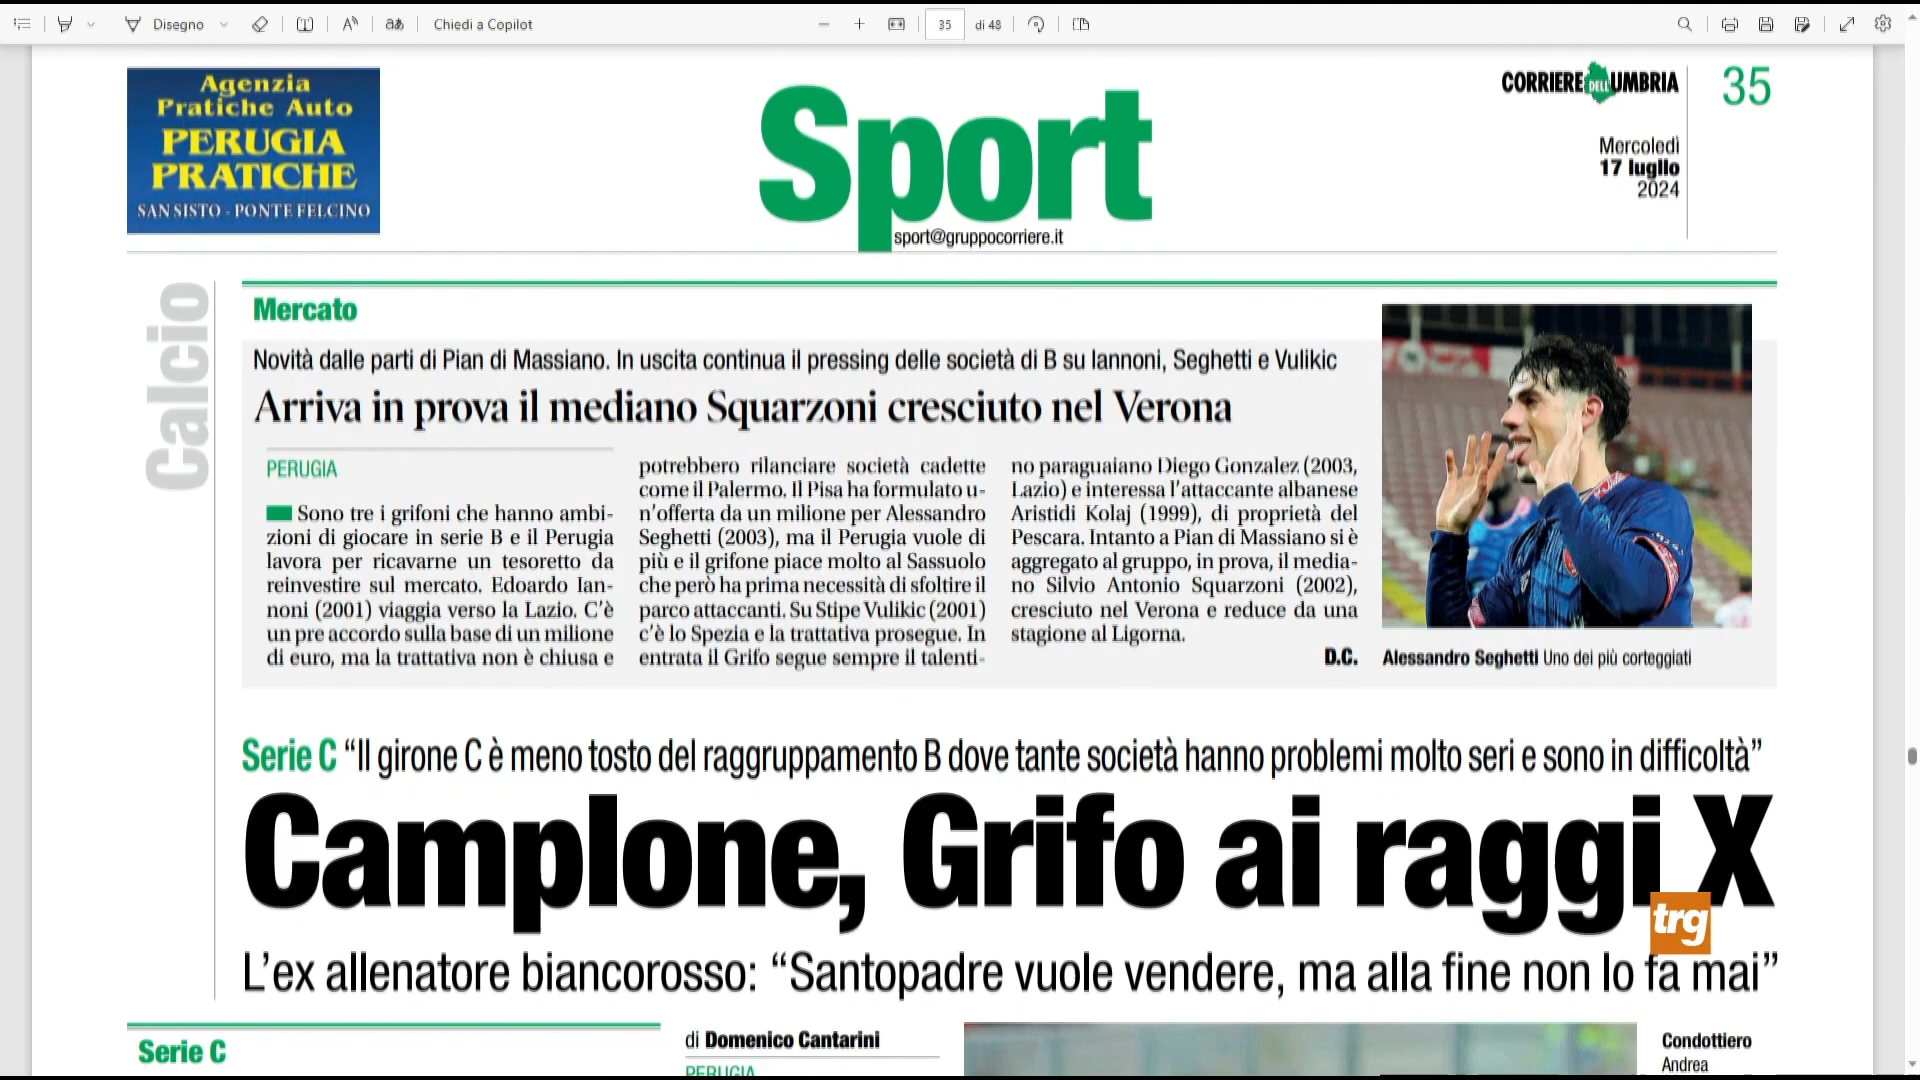 Disegno
Chiedi a Copilot
35
di 48
Agenzia
Pratiche Auto
PERUGIA
PRATICHE
SAN SISTO - PONTE FELCINO
Sport
sport@gruppocorriere.it
CORRIERE DELL'UMBRIA
35
Mercoledì
17 luglio
2024
Calcio
Mercato
Novità dalle parti di Pian di Massiano. In uscita continua il pressing delle società di B su Iannoni, Seghetti e Vulikic
Arriva in prova il mediano Squarzoni cresciuto nel Verona
PERUGIA
Sono tre i grifoni che hanno ambi-
zioni di giocare in serie B e il Perugia
lavora per ricavarne un tesoretto da
reinvestire sul mercato. Edoardo Ian-
noni (2001) viaggia verso la Lazio. C'è
un pre accordo sulla base di un milione
di euro, ma la trattativa non è chiusa e
potrebbero rilanciare società cadette
come il Palermo. Il Pisa ha formulato u-
n'offerta da un milione per Alessandro
Seghetti (2003), ma il Perugia vuole di
più e il grifone piace molto al Sassuolo
che però ha prima necessità di sfoltire il
parco attaccanti. Su Stipe Vulikic (2001)
c'è lo Spezia e la trattativa prosegue. In
entrata il Grifo segue sempre il talenti-
no paraguaiano Diego Gonzalez (2003,
Lazio) e interessa l'attaccante albanese
Aristidi Kolaj (1999), di proprietà del
Pescara. Intanto a Pian di Massiano si è
aggregato al gruppo, in prova, il media-
no Silvio Antonio Squarzoni (2002),
cresciuto nel Verona e reduce da una
stagione al Ligorna.
D.C.
Alessandro Seghetti Uno dei più corteggiati
Serie C “Il girone C è meno tosto del raggruppamento B dove tante società hanno problemi molto seri e sono in difficoltà”
Camplone, Grifo ai raggi X
trg
L'ex allenatore biancorosso: “Santopadre vuole vendere, ma alla fine non lo fa mai”
Serie C
di Domenico Cantarini
PERUGIA
Condottiero
Andrea